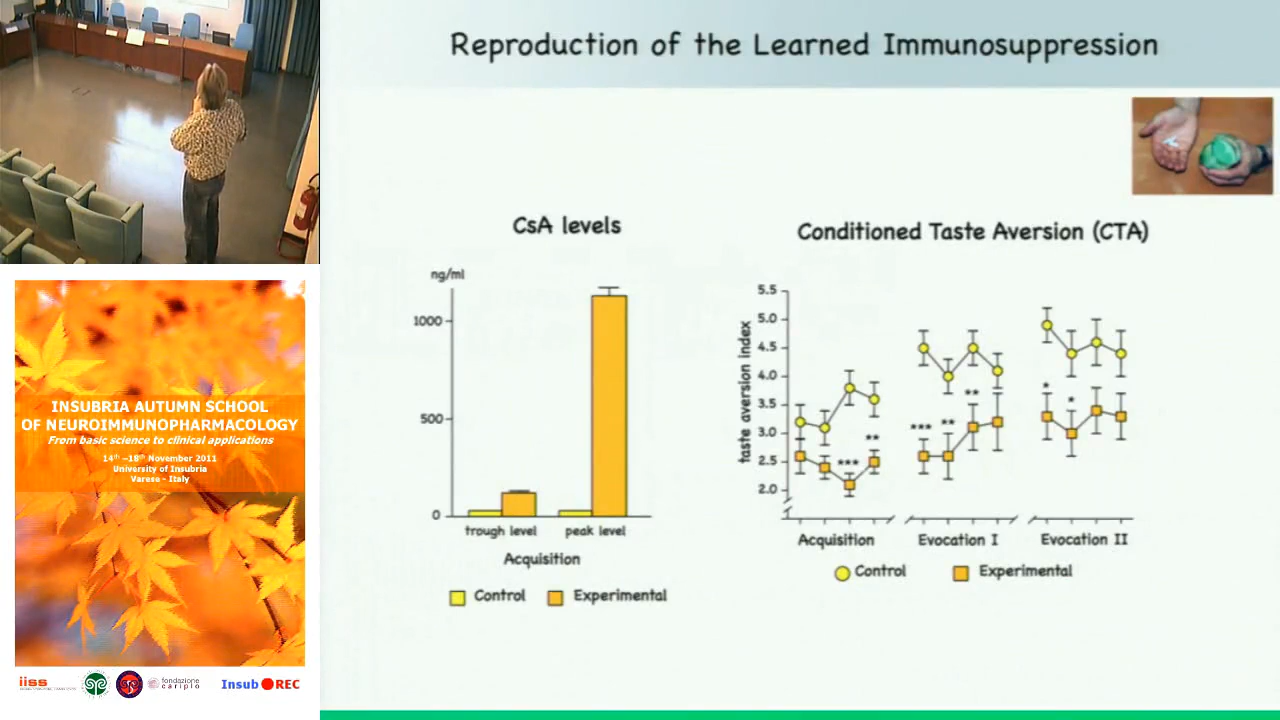 Reproduction of the Learned Immunosuppression
CsA levels
ng/ml
1000
500
0
trough level
peak level
Acquisition
Control
Experimental
Conditioned Taste Aversion (CTA)
taste aversion index
5.5
5.0
4.5
4.0
3.5
3.0
2.5
2.0
***
**
***
**
**
*
*
Acquisition
Evocation I
Evocation II
Control
Experimental
INSUBRIA AUTUMN SCHOOL
OF NEUROIMMUNOPHARMACOLOGY
From basic science to clinical applications
14th –18th November 2011
University of Insubria
Varese - Italy
iiss
fondazione
cariplo
Insub REC